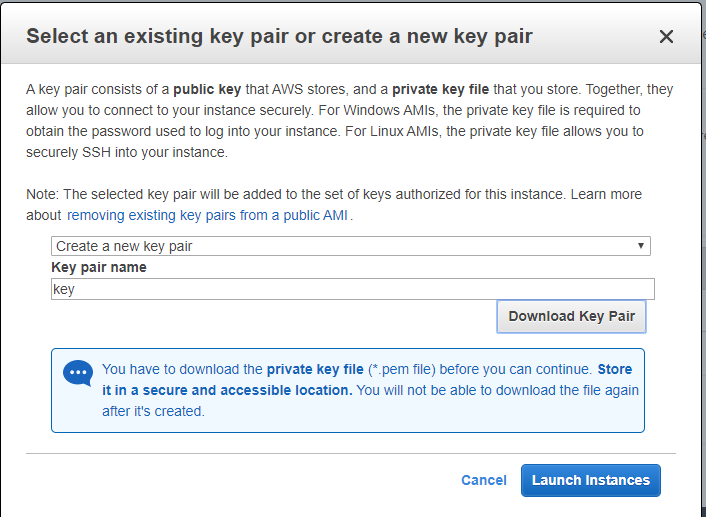 Select an existing key pair or create a new key pair
A key pair consists of a public key that AWS stores, and a private key file that you store. Together, they
allow you to connect to your instance securely. For Windows AMIs, the private key file is required to
obtain the password used to log into your instance. For Linux AMIs, the private key file allows you to
securely SSH into your instance.
Note: The selected key pair will be added to the set of keys authorized for this instance. Learn more
about removing existing key pairs from a public AMI.
Create a new key pair
Key pair name
key
Download Key Pair
You have to download the private key file (*.pem file) before you can continue. Store
it in a secure and accessible location. You will not be able to download the file again
after it's created.
Cancel Launch Instances